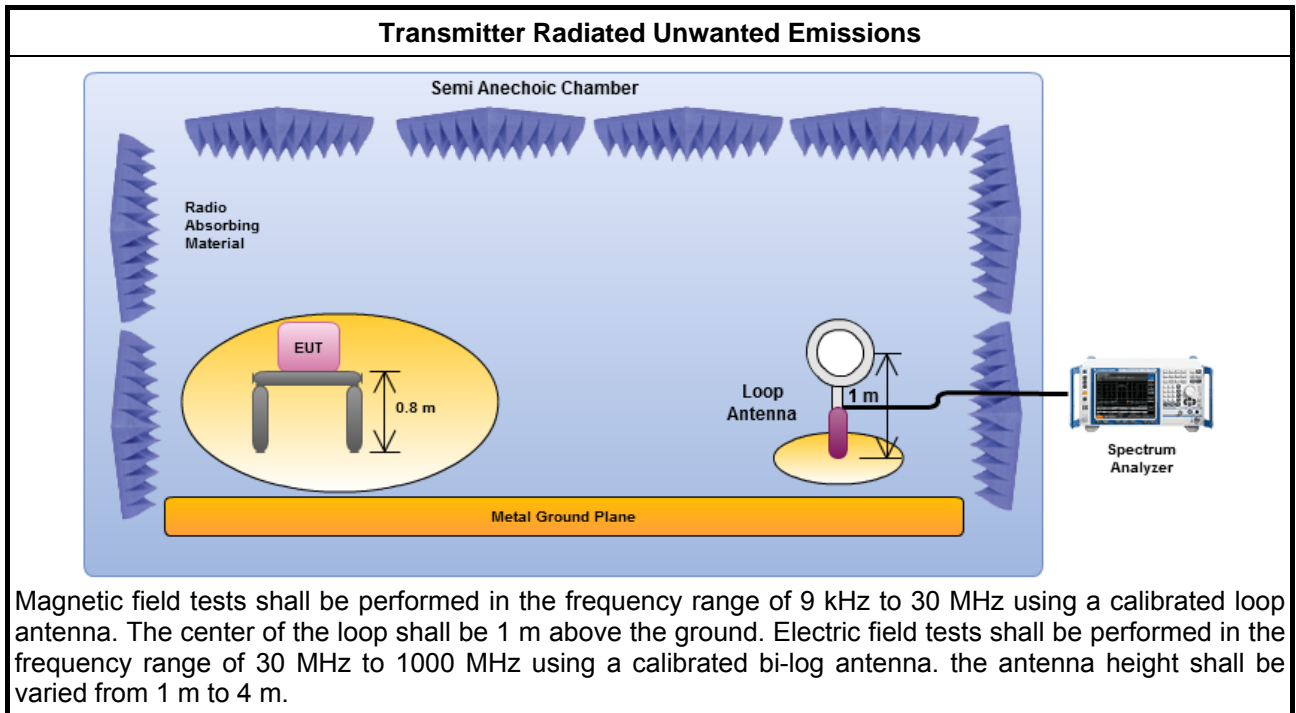 Transmitter Radiated Unwanted Emissions
Semi Anechoic Chamber
Radio
Absorbing
Material
EUT
0.8 m
Loop
Antenna
1 m
Spectrum
Analyzer
Metal Ground Plane
Magnetic field tests shall be performed in the frequency range of 9 kHz to 30 MHz using a calibrated loop
antenna. The center of the loop shall be 1 m above the ground. Electric field tests shall be performed in the
frequency range of 30 MHz to 1000 MHz using a calibrated bi-log antenna. the antenna height shall be
varied from 1 m to 4 m.